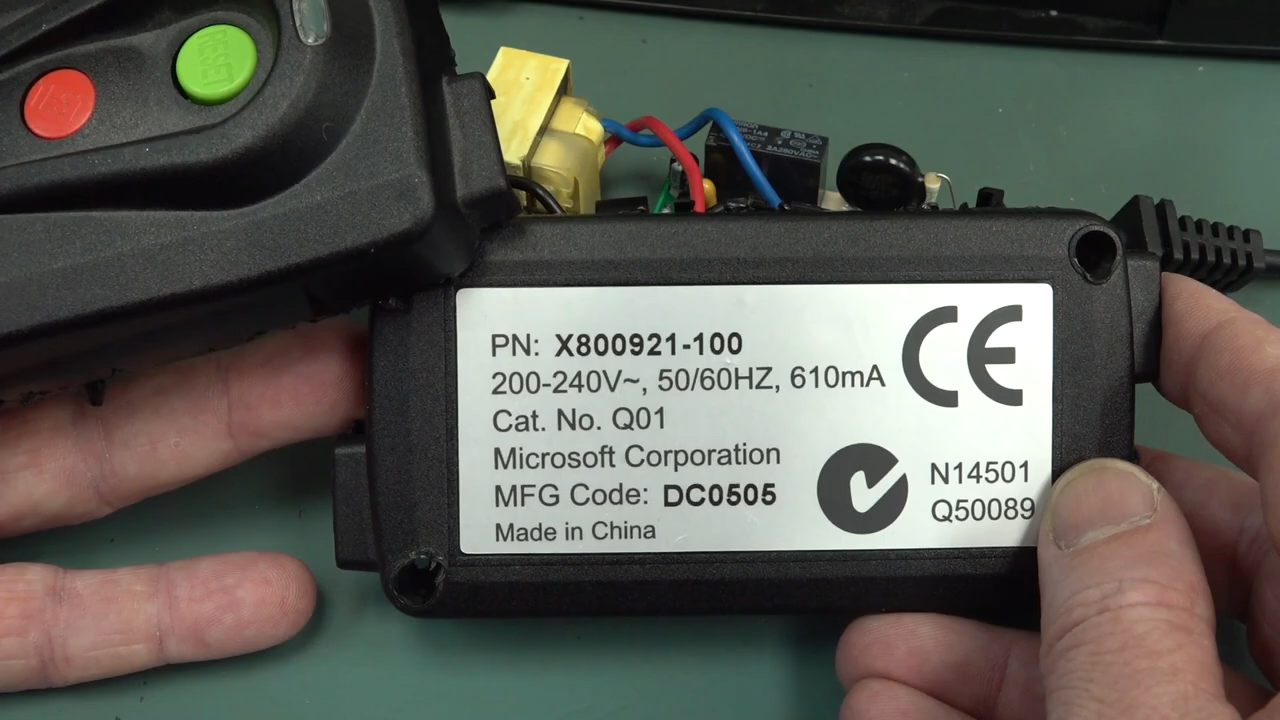 RESET
TEST
PN: X800921-100
200-240V~, 50/60HZ, 610mA
Cat. No. Q01
Microsoft Corporation
MFG Code: DC0505
Made in China
CE
N14501
Q50089